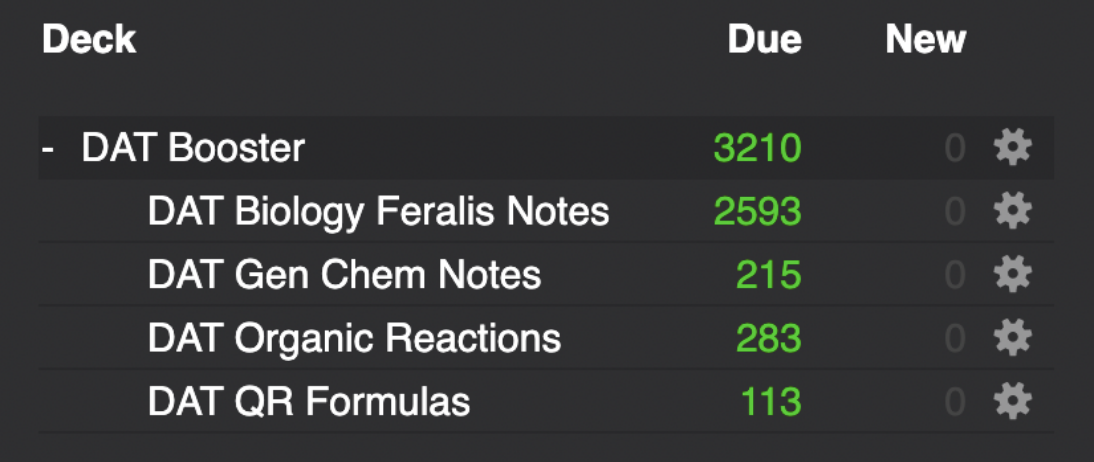 Deck Due New
- DAT Booster 3210 0
DAT Biology Feralis Notes 2593 0
DAT Gen Chem Notes 215 0
DAT Organic Reactions 283 0
DAT QR Formulas 113 0